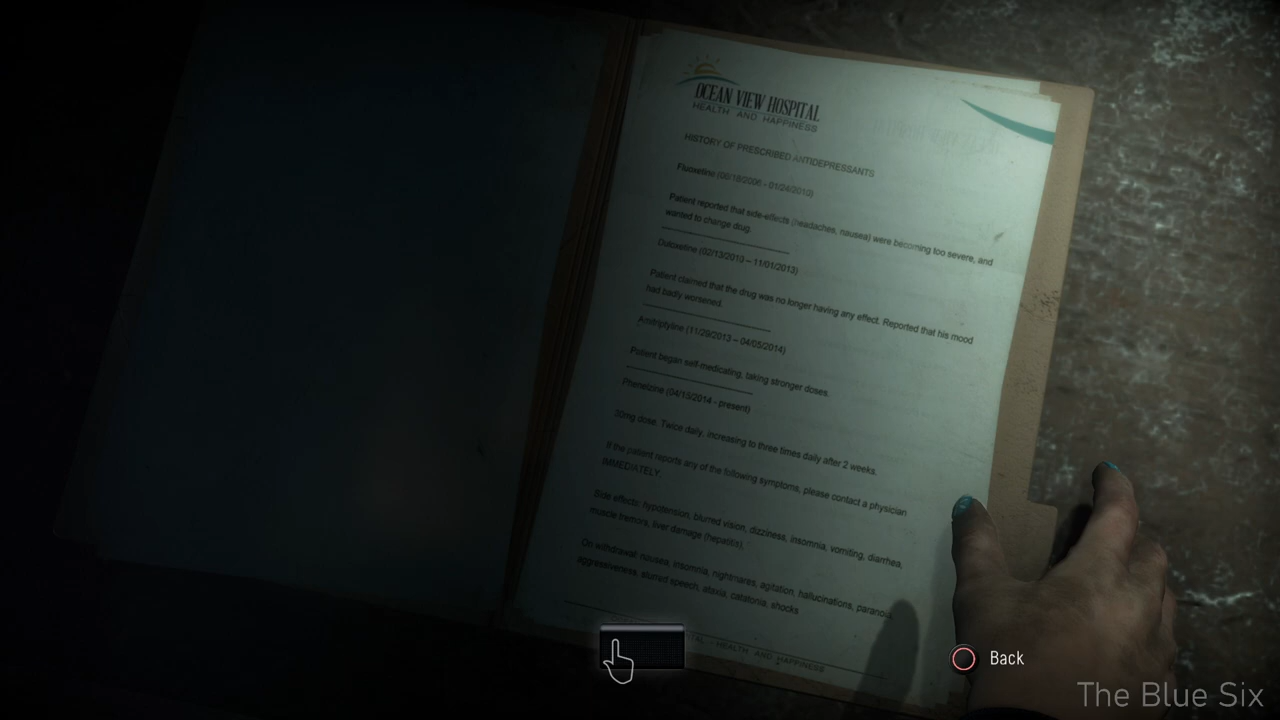 OCEAN VIEW HOSPITAL
HEALTH AND HAPPINESS
HISTORY OF PRESCRIBED ANTIDEPRESSANTS
Fluoxetine (06/18/2006 - 01/24/2010)
Patient reported that side-effects (headaches, nausea) were becoming too severe, and
wanted to change drug.
Duloxetine (02/13/2010 – 11/01/2013)
Patient claimed that the drug was no longer having any effect. Reported that his mood
had badly worsened.
Amitriptyline (11/29/2013 – 04/05/2014)
Patient began self-medicating, taking stronger doses.
Phenelzine (04/15/2014 - present)
30mg dose. Twice daily, increasing to three times daily after 2 weeks.
If the patient reports any of the following symptoms, please contact a physician
IMMEDIATELY.
Side effects: hypotension, blurred vision, dizziness, insomnia, vomiting, diarrhea,
muscle tremors, liver damage (hepatitis)
On withdrawal: nausea, insomnia, nightmares, agitation, hallucinations, paranoia,
aggressiveness, slurred speech, ataxia, catatonia, shocks
HEALTH AND HAPPINESS
Back
The Blue Six